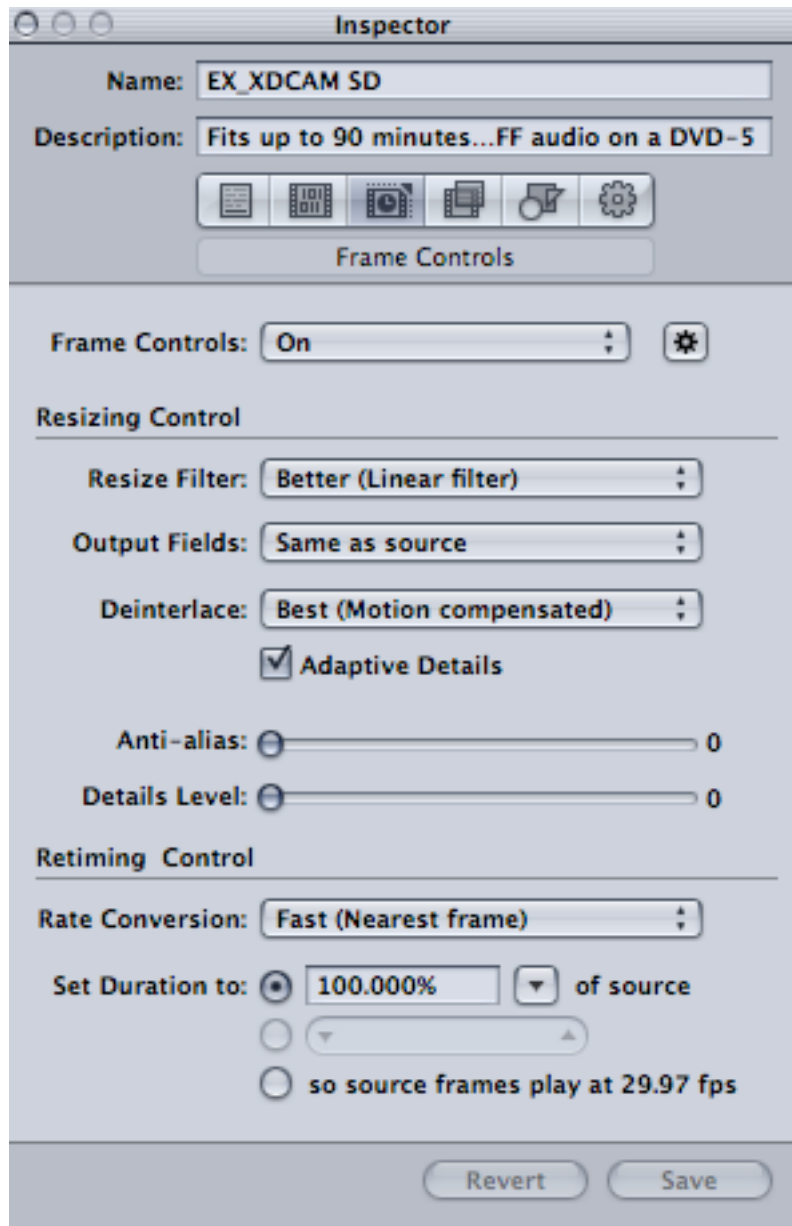 Inspector
Name: EX_XDCAM SD
Description: Fits up to 90 minutes...FF audio on a DVD-5
Frame Controls
Frame Controls: On
Resizing Control
Resize Filter: Better (Linear filter)
Output Fields: Same as source
Deinterlace: Best (Motion compensated)
Adaptive Details
Anti-alias: 0
Details Level: 0
Retiming Control
Rate Conversion: Fast (Nearest frame)
Set Duration to: 100.000% of source
so source frames play at 29.97 fps
Revert Save